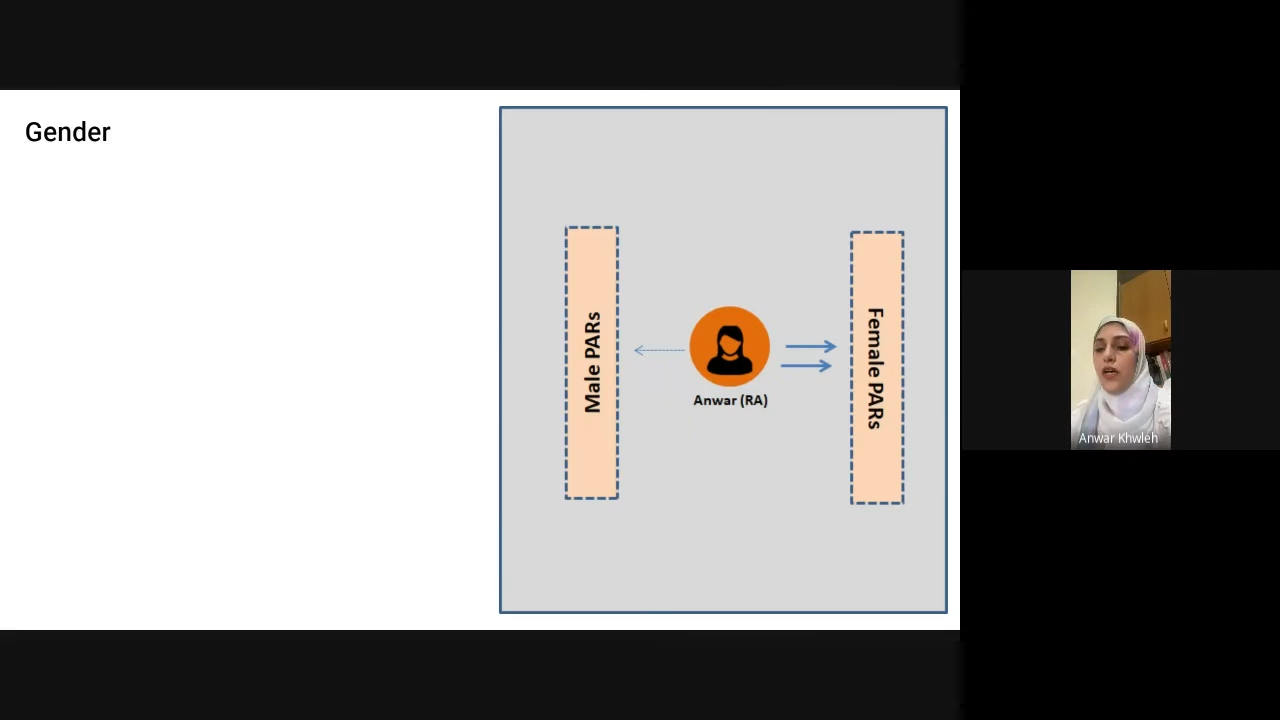 Gender
Male PARs
Anwar (RA)
Female PARs
Anwar Khwleh